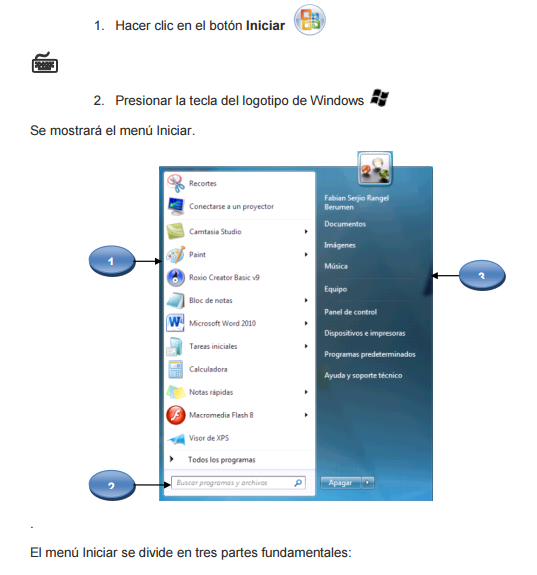 1. Hacer clic en el botón Iniciar
2. Presionar la tecla del logotipo de Windows
Se mostrará el menú Iniciar.
Recortes
Conectarse a un proyector
Camtasia Studio
Paint
Roxio Creator Basic v9
Bloc de notas
Microsoft Word 2010
Tareas iniciales
Calculadora
Notas rápidas
Macromedia Flash 8
Visor de XPS
Todos los programas
Buscar programas y archivos
Fabian Serjio Rangel
Berumen
Documentos
Imágenes
Música
Equipo
Panel de control
Dispositivos e impresoras
Programas predeterminados
Ayuda y soporte técnico
Apagar
1
2
3
.
El menú Iniciar se divide en tres partes fundamentales: